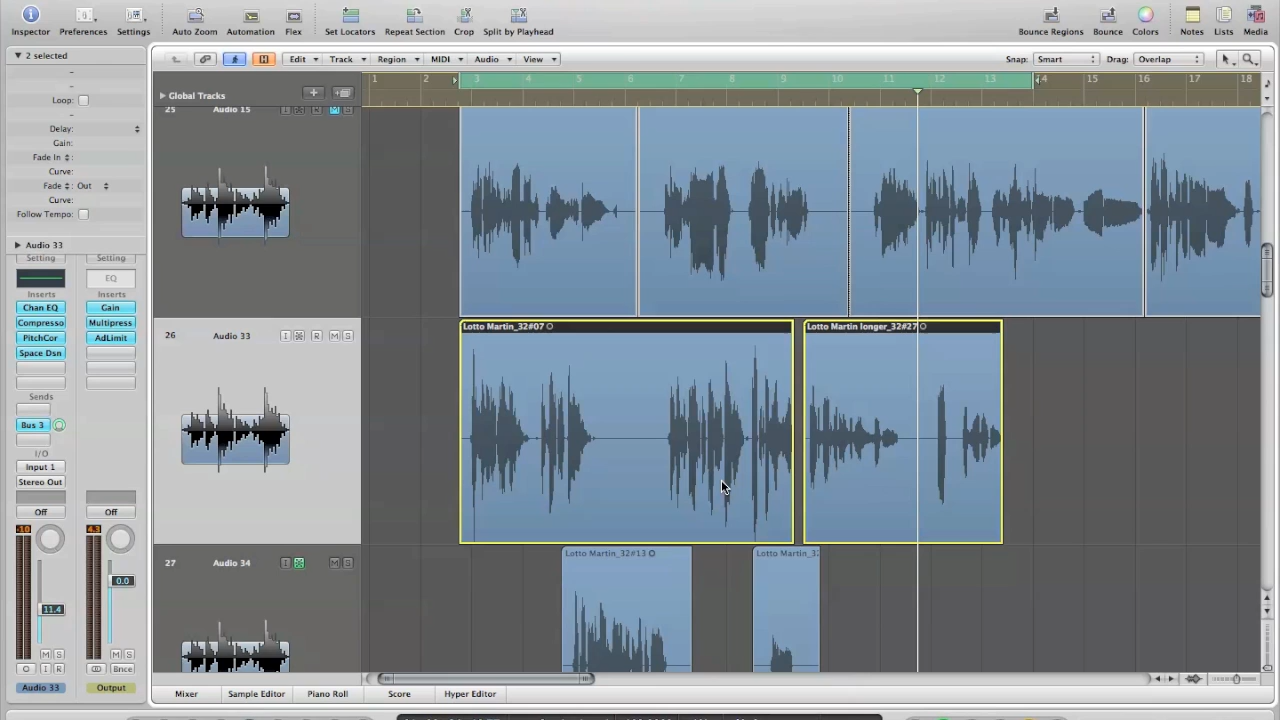 Inspector Preferences Settings Auto Zoom Automation Flex Set Locators Repeat Section Crop Split by Playhead Bounce Regions Bounce Colors Notes Lists Media
2 selected
Edit Track Region MIDI Audio View Snap: Smart Drag: Overlap
1 2 3 4 5 6 7 8 9 10 11 12 13 14 15 16 17 18
Global Tracks
Loop:
Delay:
Gain:
Fade In
Curve:
Fade : Out
Curve:
Follow Tempo:
25 Audio 15 I R M S
Audio 33
Setting Setting
EQ
Inserts Inserts
Chan EQ Gain
Compresso Multipress
PitchCor AdLimit
Space Dsn
Sends
Bus 3
I/O
Input 1
Stereo Out
Off Off
-10 4.3
11.4 0.0
M S M S
I R Bnce
Audio 33 Output
26 Audio 33 I R M S
Lotto Martin_32#07 Lotto Martin longer_32#27
27 Audio 34 I M S
Lotto Martin_32#13 Lotto Martin_32
Mixer Sample Editor Piano Roll Score Hyper Editor